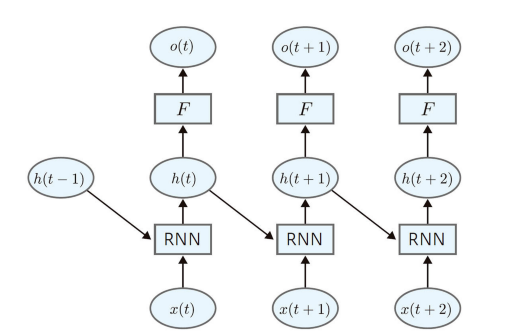 o(t) o(t + 1) o(t + 2)
F F F
h(t − 1) h(t) h(t + 1) h(t + 2)
RNN RNN RNN
x(t) x(t + 1) x(t + 2)